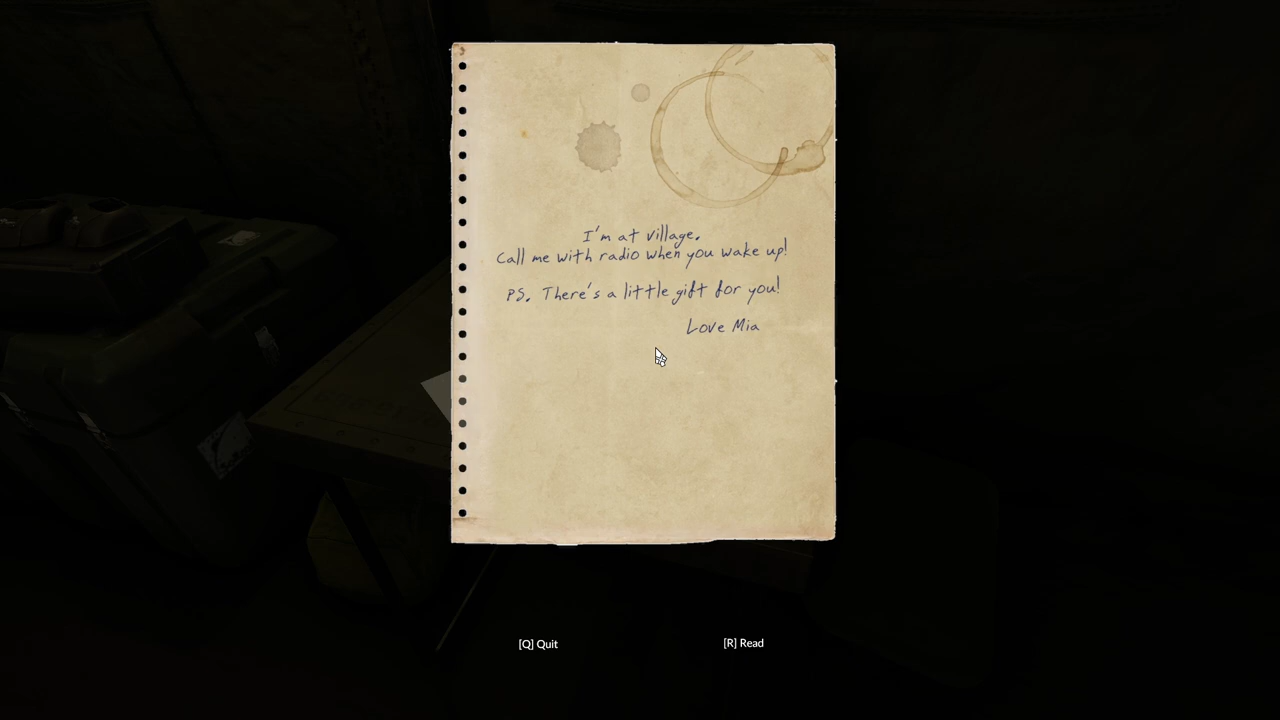 I'm at village.
Call me with radio when you wake up!
PS. There's a little gift for you!
Love Mia
[Q] Quit
[R] Read